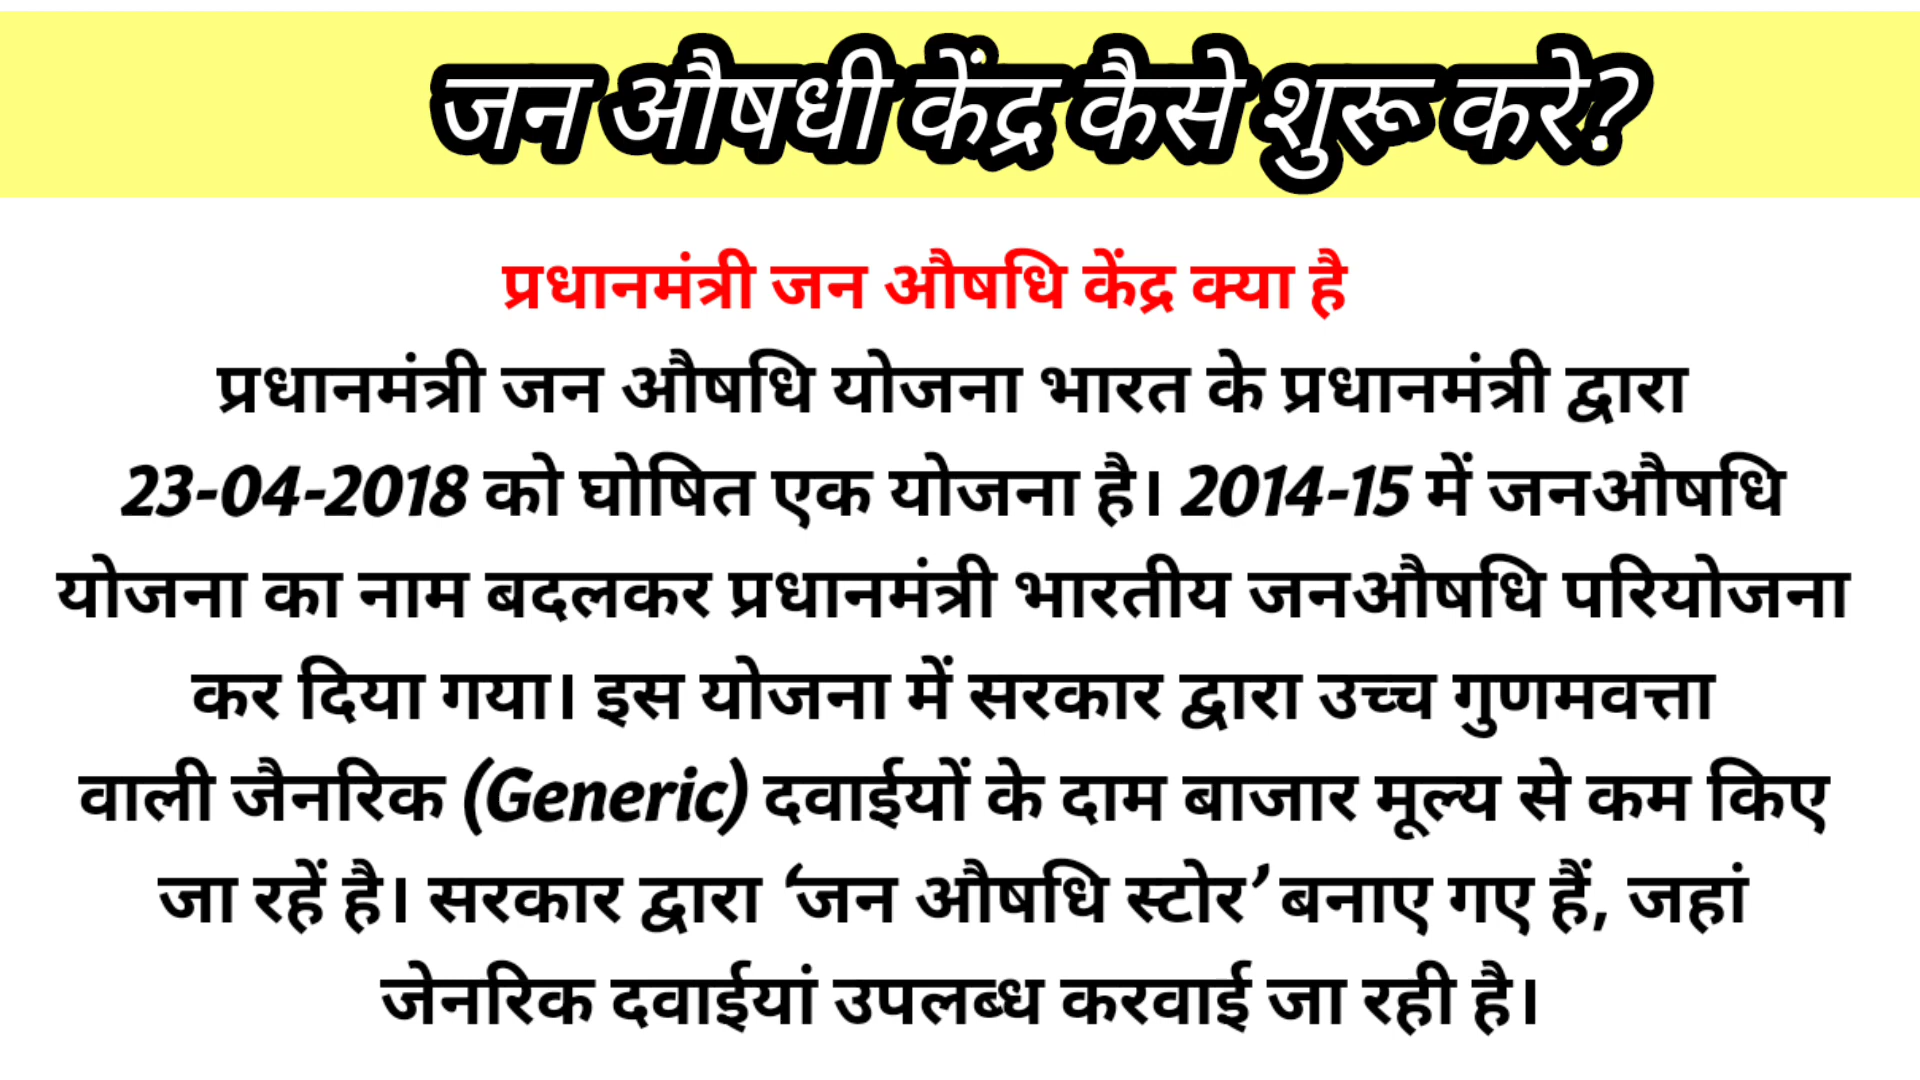 जन औषधी केंद्र कैसे शुरू करे?
प्रधानमंत्री जन औषधि केंद्र क्या है
प्रधानमंत्री जन औषधि योजना भारत के प्रधानमंत्री द्वारा
23-04-2018 को घोषित एक योजना है। 2014-15 में जनऔषधि
योजना का नाम बदलकर प्रधानमंत्री भारतीय जनऔषधि परियोजना
कर दिया गया। इस योजना में सरकार द्वारा उच्च गुणमवत्ता
वाली जैनरिक (Generic) दवाईयों के दाम बाजार मूल्य से कम किए
जा रहें है। सरकार द्वारा ‘जन औषधि स्टोर’ बनाए गए हैं, जहां
जेनरिक दवाईयां उपलब्ध करवाई जा रही है।